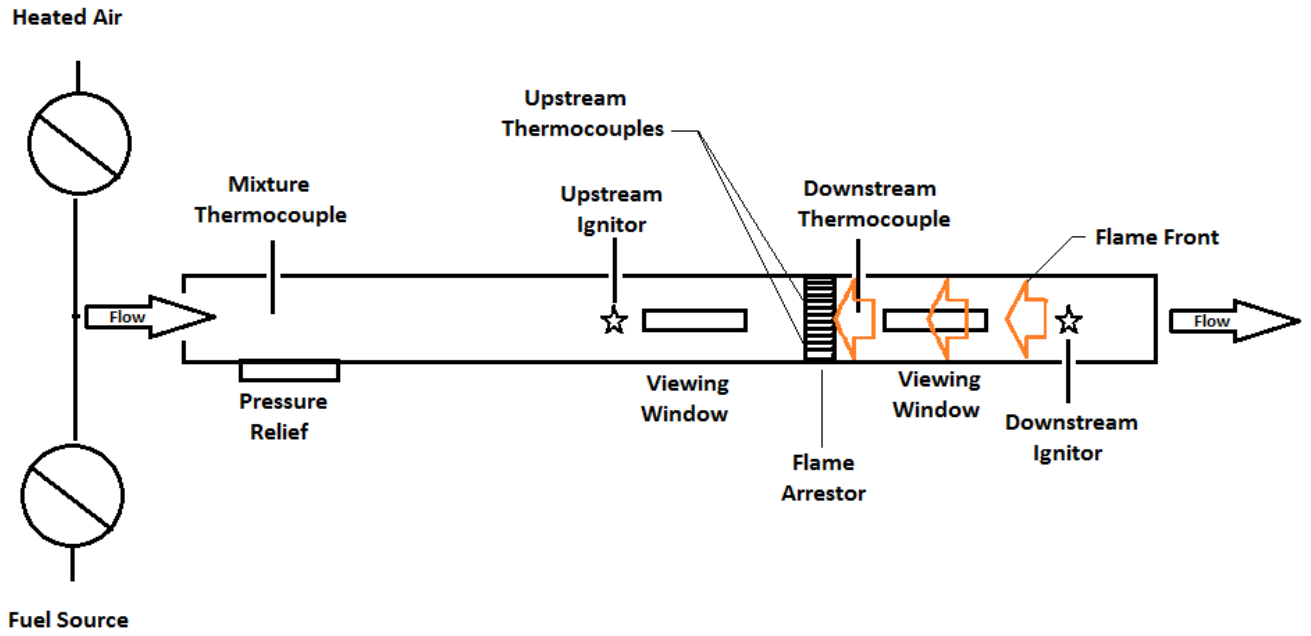 Heated Air
Upstream
Thermocouples
Mixture
Thermocouple
Upstream
Ignitor
Downstream
Thermocouple
Flame Front
Flow
Flow
Pressure
Relief
Viewing
Window
Flame
Arrestor
Viewing
Window
Downstream
Ignitor
Fuel Source